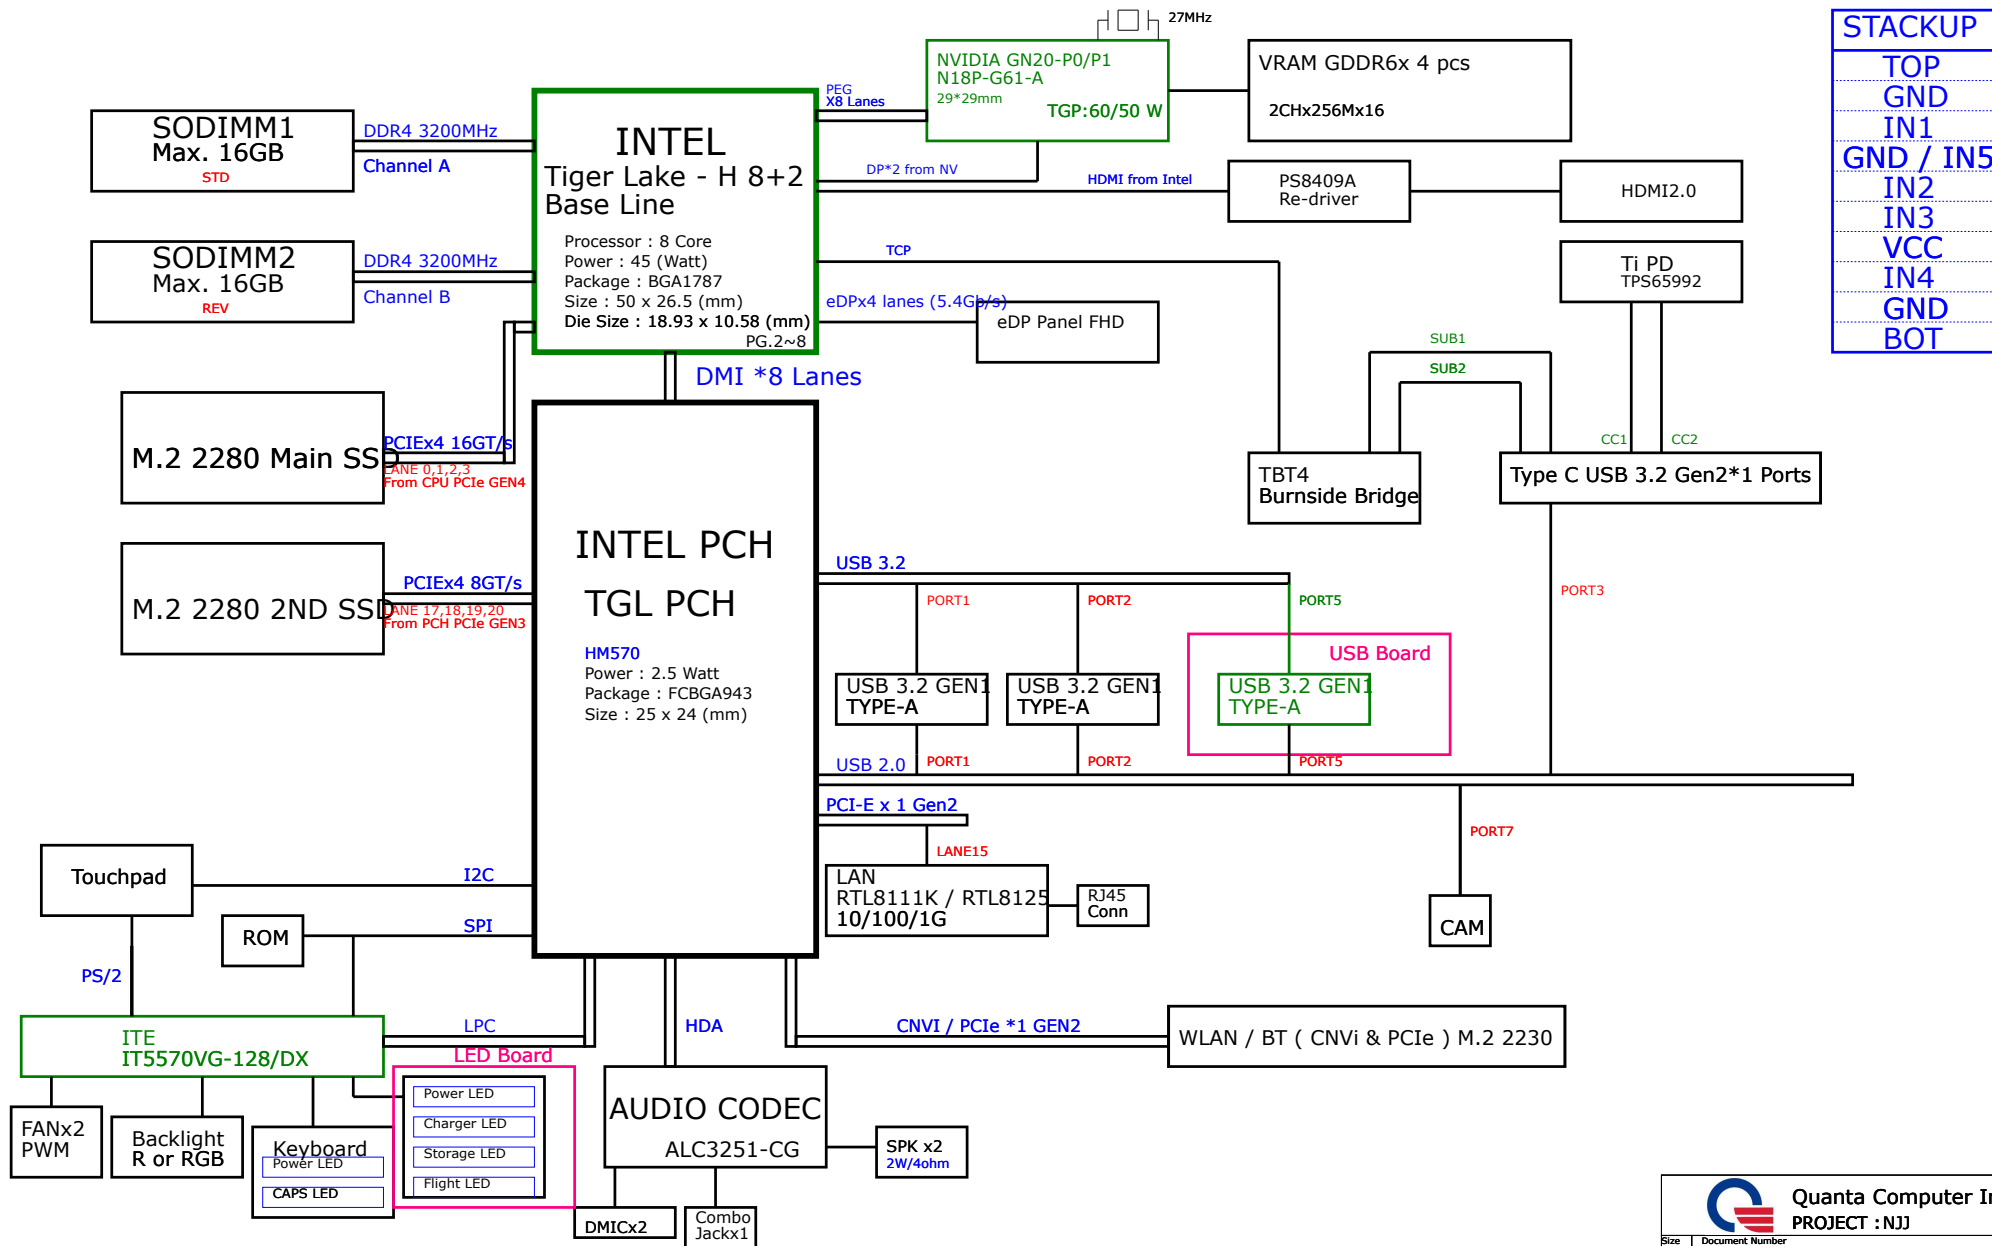 27MHz
NVIDIA GN20-P0/P1
N18P-G61-A
29*29mm
TGP:60/50 W
VRAM GDDR6x 4 pcs
2CHx256Mx16
STACKUP
TOP
GND
IN1
GND / IN5
IN2
IN3
VCC
IN4
GND
BOT
PEG
X8 Lanes
SODIMM1
Max. 16GB
STD
DDR4 3200MHz
Channel A
INTEL
Tiger Lake - H 8+2
Base Line
Processor : 8 Core
Power : 45 (Watt)
Package : BGA1787
Size : 50 x 26.5 (mm)
Die Size : 18.93 x 10.58 (mm)
PG.2~8
DP*2 from NV
HDMI from Intel
PS8409A
Re-driver
HDMI2.0
SODIMM2
Max. 16GB
REV
DDR4 3200MHz
Channel B
TCP
Ti PD
TPS65992
eDPx4 lanes (5.4Gb/s)
eDP Panel FHD
SUB1
SUB2
CC1
CC2
DMI *8 Lanes
M.2 2280 Main SSD
PCIEx4 16GT/s
LANE 0,1,2,3
From CPU PCIe GEN4
TBT4
Burnside Bridge
Type C USB 3.2 Gen2*1 Ports
INTEL PCH
TGL PCH
HM570
Power : 2.5 Watt
Package : FCBGA943
Size : 25 x 24 (mm)
M.2 2280 2ND SSD
PCIEx4 8GT/s
LANE 17,18,19,20
From PCH PCIe GEN3
USB 3.2
PORT1
PORT2
PORT5
PORT3
USB Board
USB 3.2 GEN1
TYPE-A
USB 3.2 GEN1
TYPE-A
USB 3.2 GEN1
TYPE-A
USB 2.0
PORT1
PORT2
PORT5
PCI-E x 1 Gen2
LANE15
PORT7
LAN
RTL8111K / RTL8125
10/100/1G
RJ45
Conn
CAM
Touchpad
I2C
ROM
SPI
PS/2
ITE
IT5570VG-128/DX
LPC
HDA
CNVI / PCIe *1 GEN2
WLAN / BT ( CNVi & PCIe ) M.2 2230
LED Board
Power LED
Charger LED
Storage LED
Flight LED
FANx2
PWM
Backlight
R or RGB
Keyboard
Power LED
CAPS LED
AUDIO CODEC
ALC3251-CG
SPK x2
2W/4ohm
DMICx2
Combo
Jackx1
Quanta Computer In
PROJECT : NJJ
Size
Document Number